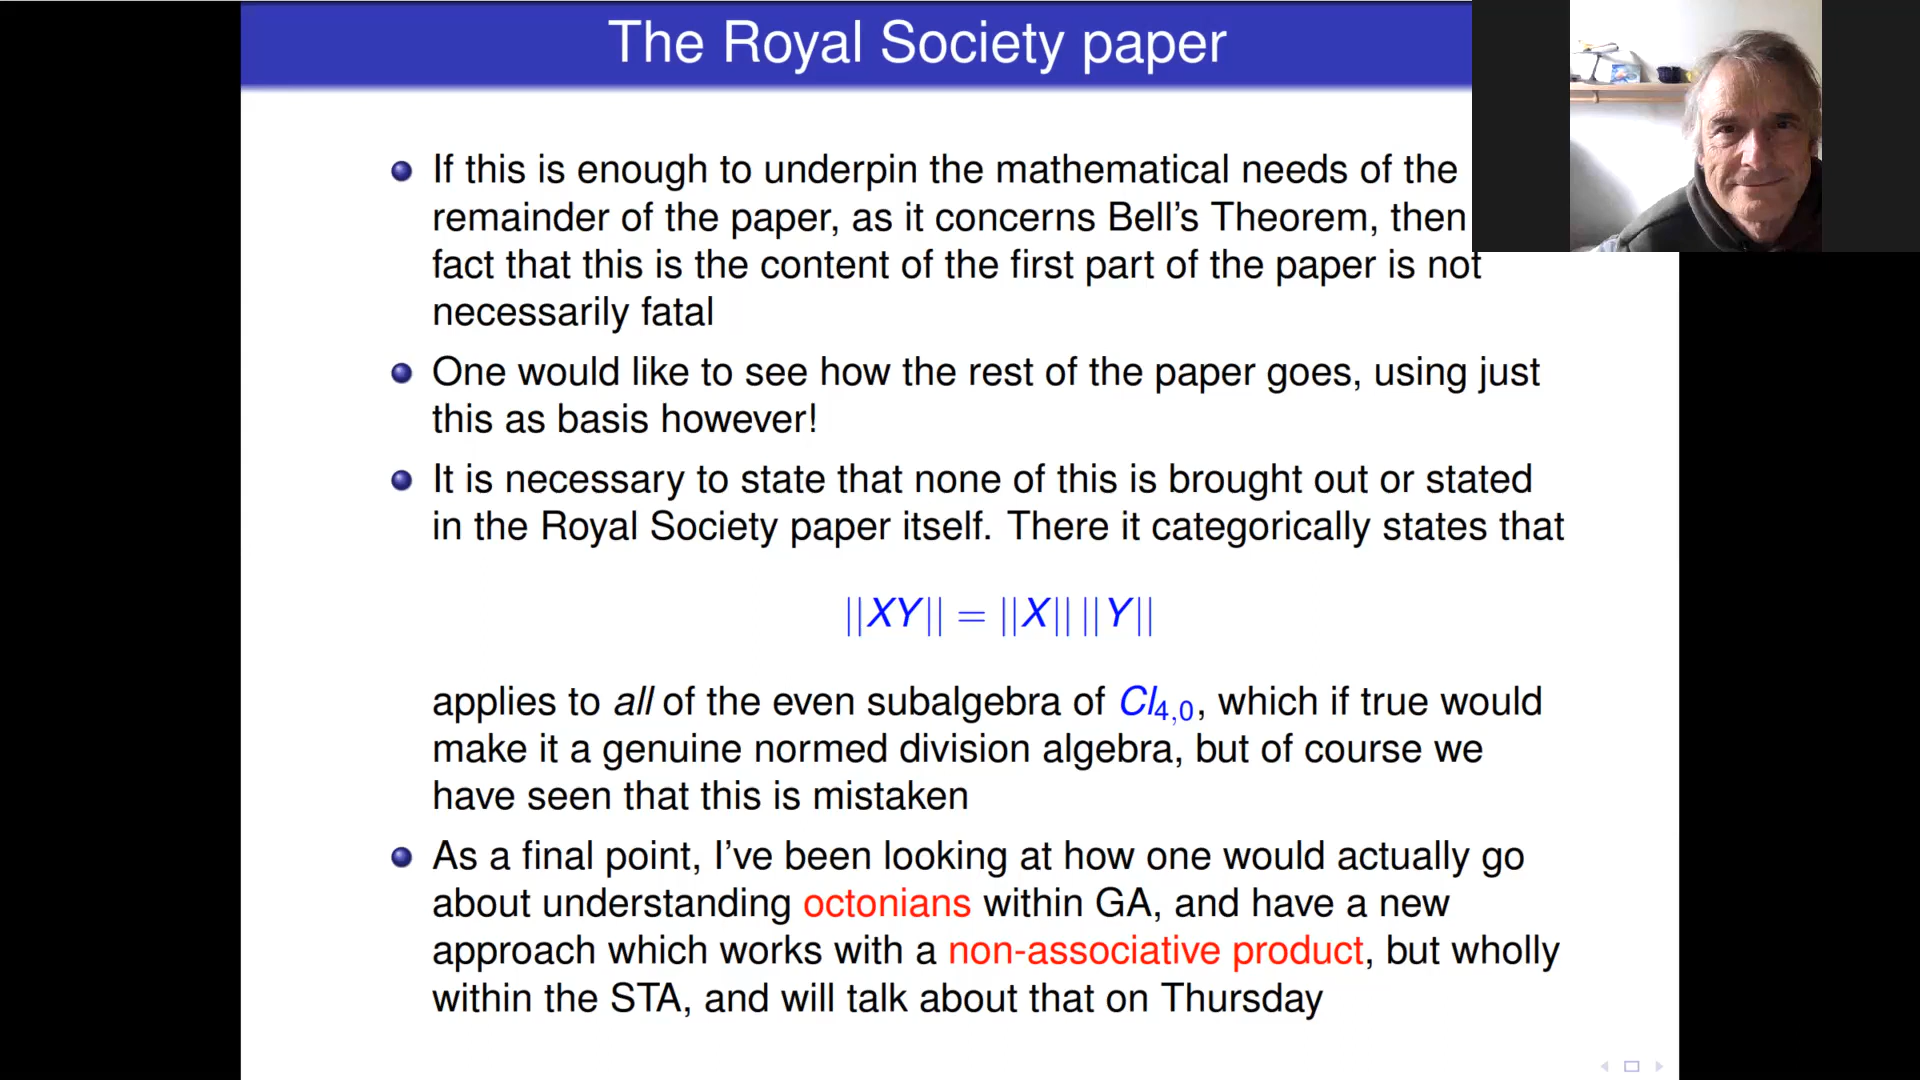 The Royal Society paper
If this is enough to underpin the mathematical needs of the
remainder of the paper, as it concerns Bell's Theorem, then
fact that this is the content of the first part of the paper is not
necessarily fatal
One would like to see how the rest of the paper goes, using just
this as basis however!
It is necessary to state that none of this is brought out or stated
in the Royal Society paper itself. There it categorically states that
||XY|| = ||X|| ||Y||
applies to all of the even subalgebra of Cl4,0, which if true would
make it a genuine normed division algebra, but of course we
have seen that this is mistaken
As a final point, I've been looking at how one would actually go
about understanding octonians within GA, and have a new
approach which works with a non-associative product, but wholly
within the STA, and will talk about that on Thursday